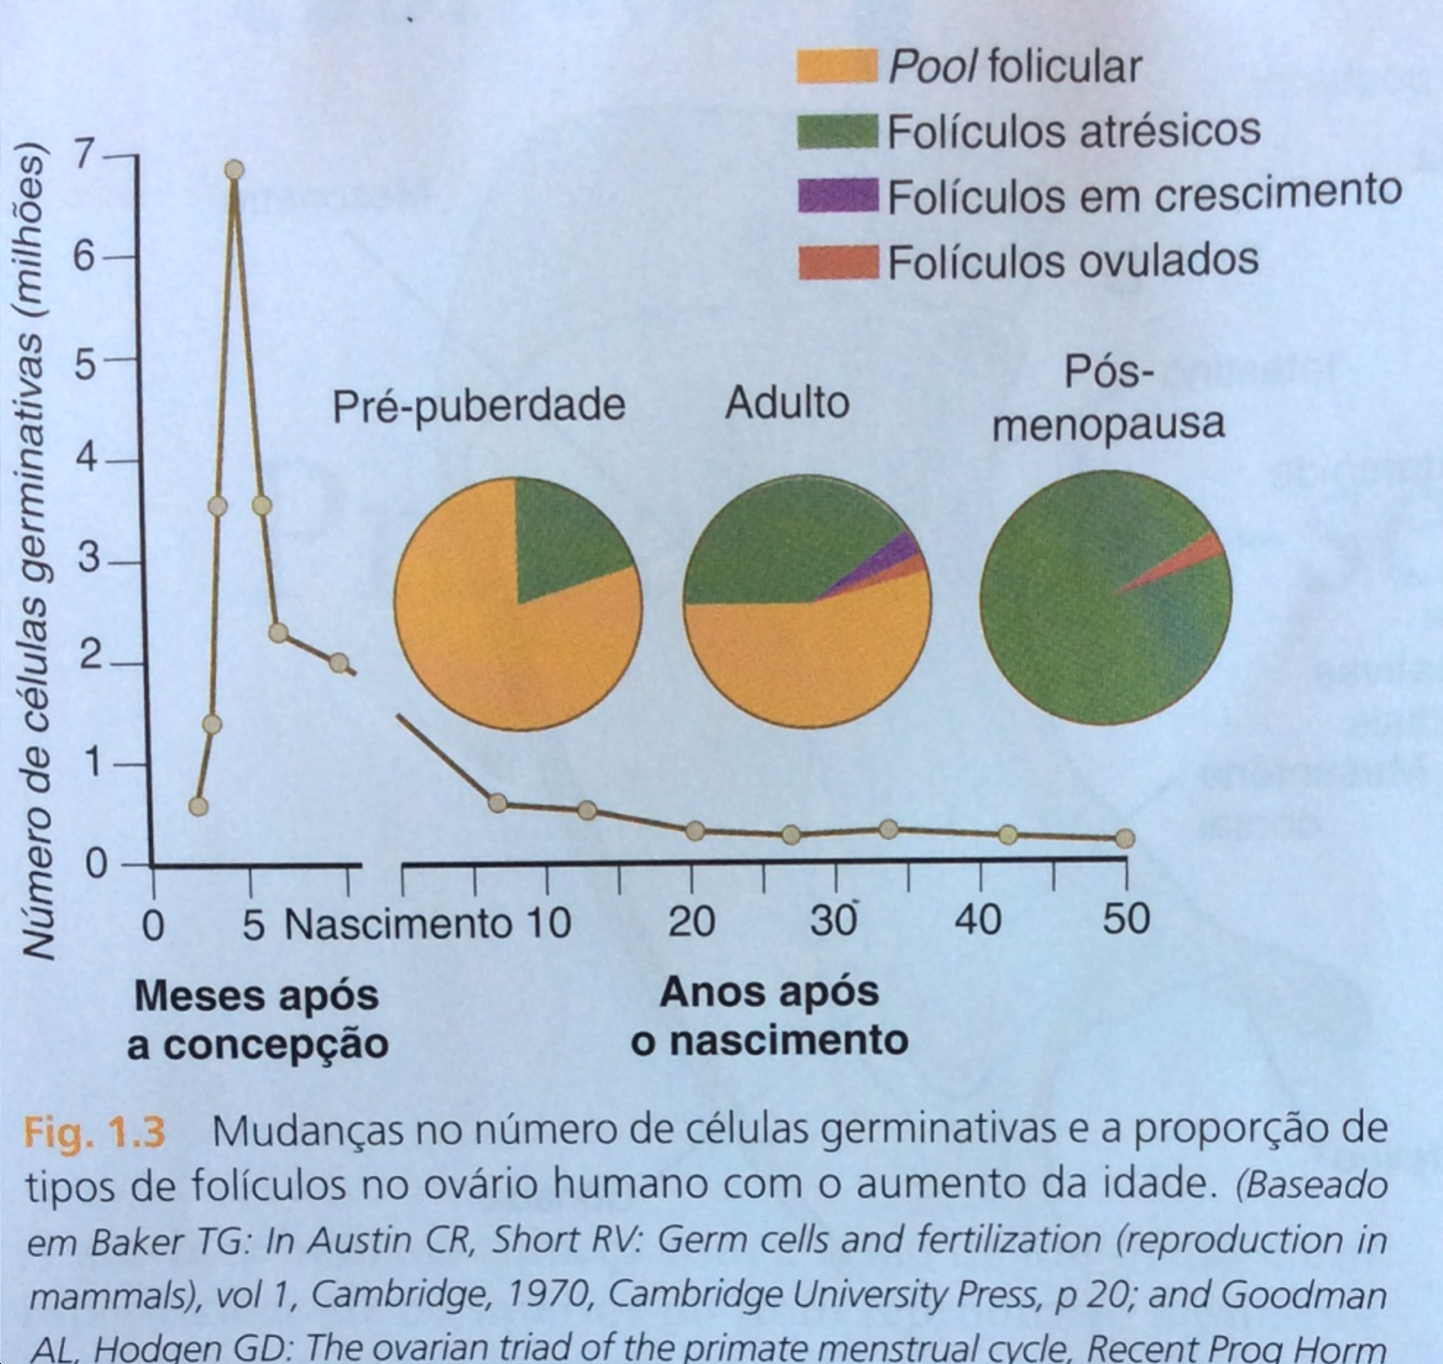 Pool folicular
Folículos atrésicos
Folículos em crescimento
Folículos ovulados
Número de células germinativas (milhões)
7
6
5
4
3
2
1
0
Pré-puberdade
Adulto
Pós-
menopausa
0 5 Nascimento 10 20 30 40 50
Meses após
a concepção
Anos após
o nascimento
Fig. 1.3 Mudanças no número de células germinativas e a proporção de
tipos de folículos no ovário humano com o aumento da idade. (Baseado
em Baker TG: In Austin CR, Short RV: Germ cells and fertilization (reproduction in
mammals), vol 1, Cambridge, 1970, Cambridge University Press, p 20; and Goodman
AL, Hodgen GD: The ovarian triad of the primate menstrual cycle, Recent Prog Horm